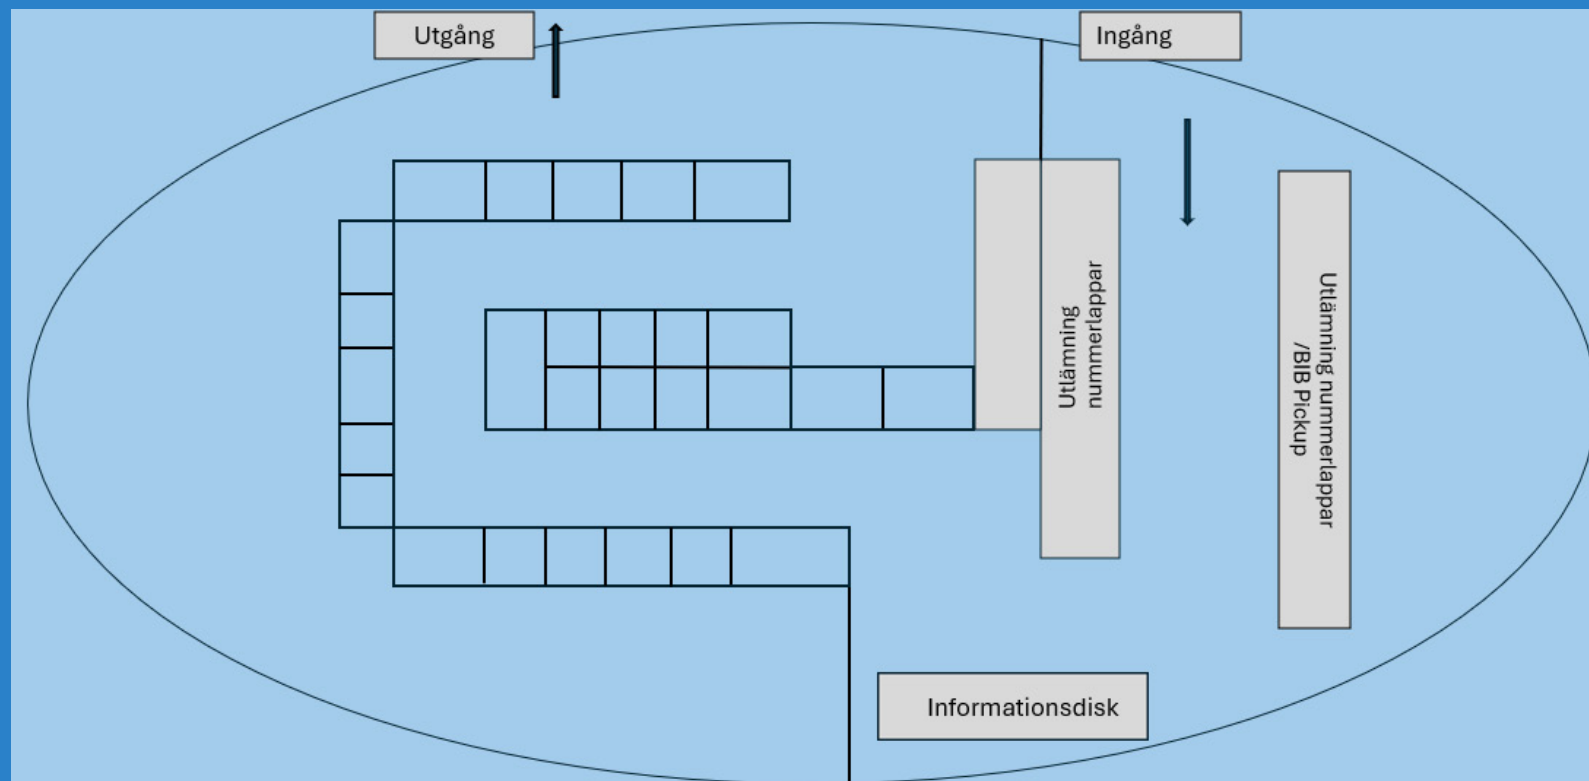 Utgång
Ingång
Utlämning
nummerlappar
Utlämning nummerlappar
/BIB Pickup
Informationsdisk